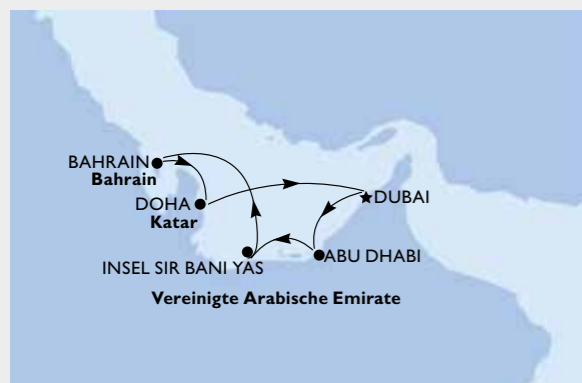 BAHRAIN
Bahrain
DOHA
Katar
DUBAI
INSEL SIR BANI YAS
ABU DHABI
Vereinigte Arabische Emirate